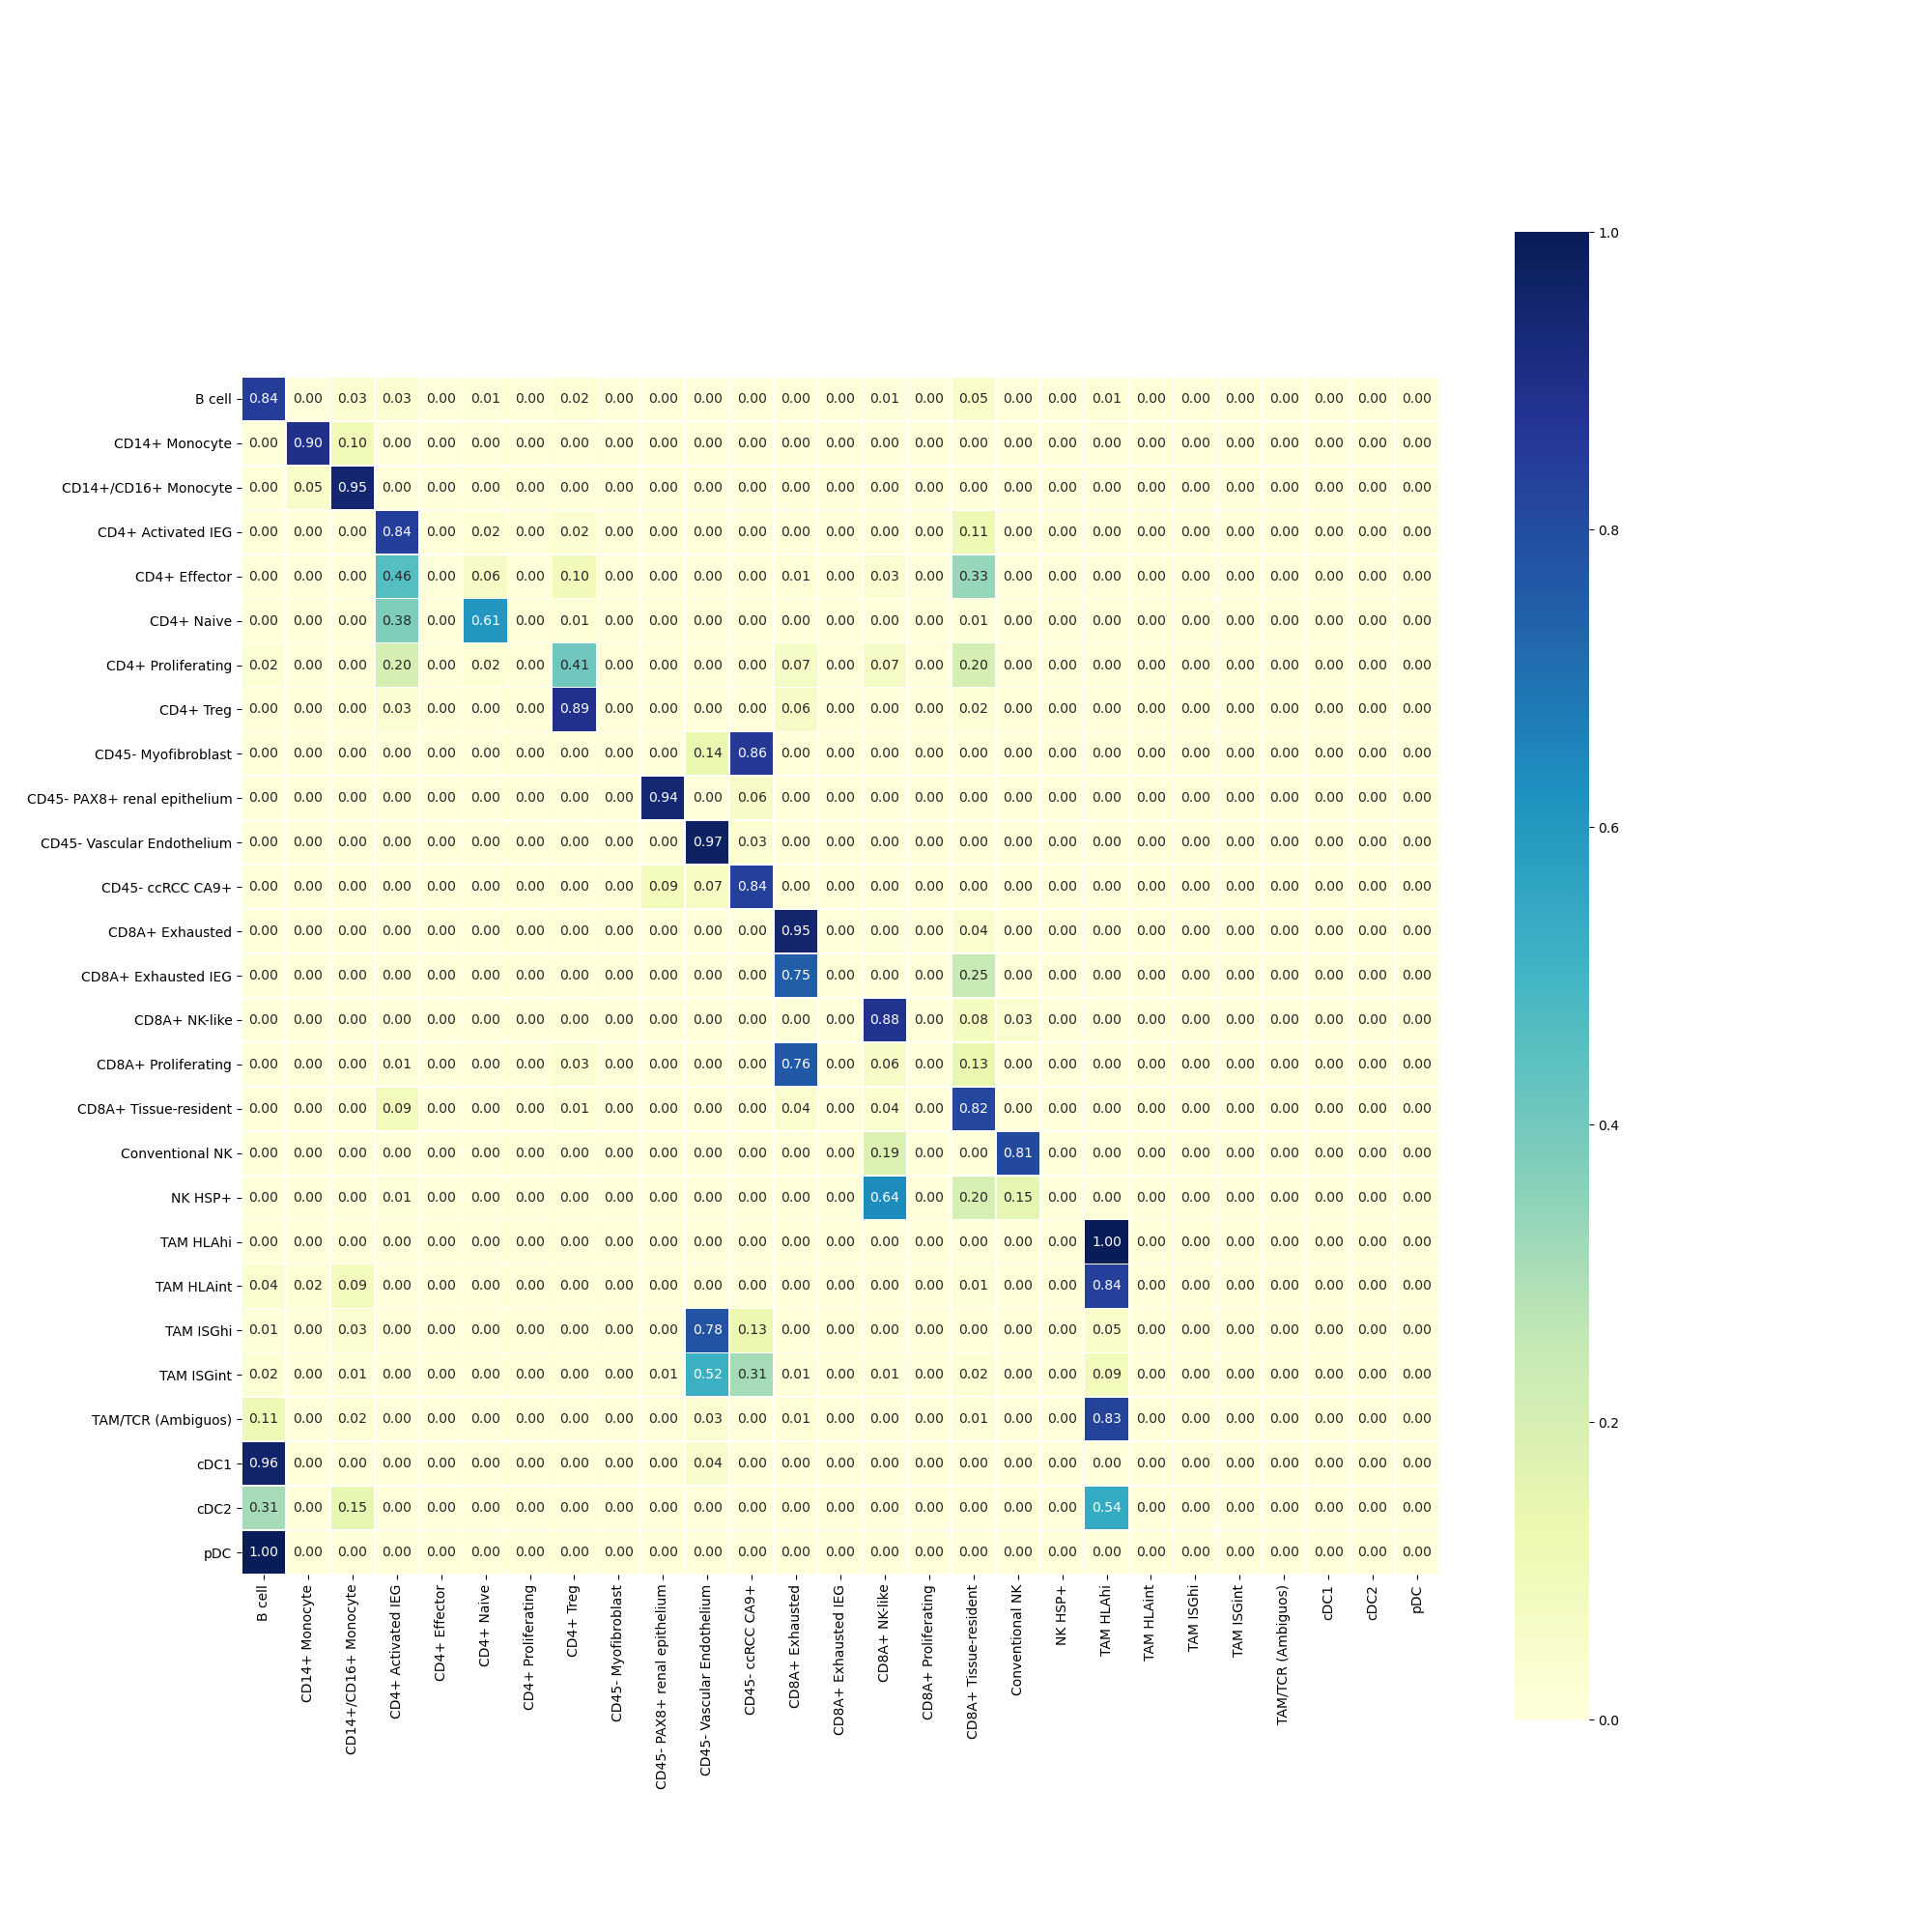 1.0
0.8
0.6
0.4
0.2
0.0
B cell 0.84 0.00 0.03 0.03 0.00 0.01 0.00 0.02 0.00 0.00 0.00 0.00 0.00 0.00 0.01 0.00 0.05 0.00 0.00 0.01 0.00 0.00 0.00 0.00 0.00 0.00 0.00
CD14+ Monocyte 0.00 0.90 0.10 0.00 0.00 0.00 0.00 0.00 0.00 0.00 0.00 0.00 0.00 0.00 0.00 0.00 0.00 0.00 0.00 0.00 0.00 0.00 0.00 0.00 0.00 0.00 0.00
CD14+/CD16+ Monocyte 0.00 0.05 0.95 0.00 0.00 0.00 0.00 0.00 0.00 0.00 0.00 0.00 0.00 0.00 0.00 0.00 0.00 0.00 0.00 0.00 0.00 0.00 0.00 0.00 0.00 0.00 0.00
CD4+ Activated IEG 0.00 0.00 0.00 0.84 0.00 0.02 0.00 0.02 0.00 0.00 0.00 0.00 0.00 0.00 0.00 0.00 0.11 0.00 0.00 0.00 0.00 0.00 0.00 0.00 0.00 0.00 0.00
CD4+ Effector 0.00 0.00 0.00 0.46 0.00 0.06 0.00 0.10 0.00 0.00 0.00 0.00 0.01 0.00 0.03 0.00 0.33 0.00 0.00 0.00 0.00 0.00 0.00 0.00 0.00 0.00 0.00
CD4+ Naive 0.00 0.00 0.00 0.38 0.00 0.61 0.00 0.01 0.00 0.00 0.00 0.00 0.00 0.00 0.00 0.00 0.01 0.00 0.00 0.00 0.00 0.00 0.00 0.00 0.00 0.00 0.00
CD4+ Proliferating 0.02 0.00 0.00 0.20 0.00 0.02 0.00 0.41 0.00 0.00 0.00 0.00 0.07 0.00 0.07 0.00 0.20 0.00 0.00 0.00 0.00 0.00 0.00 0.00 0.00 0.00 0.00
CD4+ Treg 0.00 0.00 0.00 0.03 0.00 0.00 0.00 0.89 0.00 0.00 0.00 0.00 0.06 0.00 0.00 0.00 0.02 0.00 0.00 0.00 0.00 0.00 0.00 0.00 0.00 0.00 0.00
CD45- Myofibroblast 0.00 0.00 0.00 0.00 0.00 0.00 0.00 0.00 0.00 0.00 0.14 0.86 0.00 0.00 0.00 0.00 0.00 0.00 0.00 0.00 0.00 0.00 0.00 0.00 0.00 0.00 0.00
CD45- PAX8+ renal epithelium 0.00 0.00 0.00 0.00 0.00 0.00 0.00 0.00 0.00 0.94 0.00 0.06 0.00 0.00 0.00 0.00 0.00 0.00 0.00 0.00 0.00 0.00 0.00 0.00 0.00 0.00 0.00
CD45- Vascular Endothelium 0.00 0.00 0.00 0.00 0.00 0.00 0.00 0.00 0.00 0.00 0.97 0.03 0.00 0.00 0.00 0.00 0.00 0.00 0.00 0.00 0.00 0.00 0.00 0.00 0.00 0.00 0.00
CD45- ccRCC CA9+ 0.00 0.00 0.00 0.00 0.00 0.00 0.00 0.00 0.00 0.09 0.07 0.84 0.00 0.00 0.00 0.00 0.00 0.00 0.00 0.00 0.00 0.00 0.00 0.00 0.00 0.00 0.00
CD8A+ Exhausted 0.00 0.00 0.00 0.00 0.00 0.00 0.00 0.00 0.00 0.00 0.00 0.00 0.95 0.00 0.00 0.00 0.04 0.00 0.00 0.00 0.00 0.00 0.00 0.00 0.00 0.00 0.00
CD8A+ Exhausted IEG 0.00 0.00 0.00 0.00 0.00 0.00 0.00 0.00 0.00 0.00 0.00 0.00 0.75 0.00 0.00 0.00 0.25 0.00 0.00 0.00 0.00 0.00 0.00 0.00 0.00 0.00 0.00
CD8A+ NK-like 0.00 0.00 0.00 0.00 0.00 0.00 0.00 0.00 0.00 0.00 0.00 0.00 0.00 0.00 0.88 0.00 0.08 0.03 0.00 0.00 0.00 0.00 0.00 0.00 0.00 0.00 0.00
CD8A+ Proliferating 0.00 0.00 0.00 0.01 0.00 0.00 0.00 0.03 0.00 0.00 0.00 0.00 0.76 0.00 0.06 0.00 0.13 0.00 0.00 0.00 0.00 0.00 0.00 0.00 0.00 0.00 0.00
CD8A+ Tissue-resident 0.00 0.00 0.00 0.09 0.00 0.00 0.00 0.01 0.00 0.00 0.00 0.00 0.04 0.00 0.04 0.00 0.82 0.00 0.00 0.00 0.00 0.00 0.00 0.00 0.00 0.00 0.00
Conventional NK 0.00 0.00 0.00 0.00 0.00 0.00 0.00 0.00 0.00 0.00 0.00 0.00 0.00 0.00 0.19 0.00 0.00 0.81 0.00 0.00 0.00 0.00 0.00 0.00 0.00 0.00 0.00
NK HSP+ 0.00 0.00 0.00 0.01 0.00 0.00 0.00 0.00 0.00 0.00 0.00 0.00 0.00 0.00 0.64 0.00 0.20 0.15 0.00 0.00 0.00 0.00 0.00 0.00 0.00 0.00 0.00
TAM HLAhi 0.00 0.00 0.00 0.00 0.00 0.00 0.00 0.00 0.00 0.00 0.00 0.00 0.00 0.00 0.00 0.00 0.00 0.00 0.00 1.00 0.00 0.00 0.00 0.00 0.00 0.00 0.00
TAM HLAint 0.04 0.02 0.09 0.00 0.00 0.00 0.00 0.00 0.00 0.00 0.00 0.00 0.00 0.00 0.00 0.00 0.01 0.00 0.00 0.84 0.00 0.00 0.00 0.00 0.00 0.00 0.00
TAM ISGhi 0.01 0.00 0.03 0.00 0.00 0.00 0.00 0.00 0.00 0.00 0.78 0.13 0.00 0.00 0.00 0.00 0.00 0.00 0.00 0.05 0.00 0.00 0.00 0.00 0.00 0.00 0.00
TAM ISGint 0.02 0.00 0.01 0.00 0.00 0.00 0.00 0.00 0.00 0.01 0.52 0.31 0.01 0.00 0.01 0.00 0.02 0.00 0.00 0.09 0.00 0.00 0.00 0.00 0.00 0.00 0.00
TAM/TCR (Ambiguos) 0.11 0.00 0.02 0.00 0.00 0.00 0.00 0.00 0.00 0.00 0.03 0.00 0.01 0.00 0.00 0.00 0.01 0.00 0.00 0.83 0.00 0.00 0.00 0.00 0.00 0.00 0.00
cDC1 0.96 0.00 0.00 0.00 0.00 0.00 0.00 0.00 0.00 0.00 0.04 0.00 0.00 0.00 0.00 0.00 0.00 0.00 0.00 0.00 0.00 0.00 0.00 0.00 0.00 0.00 0.00
cDC2 0.31 0.00 0.15 0.00 0.00 0.00 0.00 0.00 0.00 0.00 0.00 0.00 0.00 0.00 0.00 0.00 0.00 0.00 0.00 0.54 0.00 0.00 0.00 0.00 0.00 0.00 0.00
pDC 1.00 0.00 0.00 0.00 0.00 0.00 0.00 0.00 0.00 0.00 0.00 0.00 0.00 0.00 0.00 0.00 0.00 0.00 0.00 0.00 0.00 0.00 0.00 0.00 0.00 0.00 0.00
B cell
CD14+ Monocyte
CD14+/CD16+ Monocyte
CD4+ Activated IEG
CD4+ Effector
CD4+ Naive
CD4+ Proliferating
CD4+ Treg
CD45- Myofibroblast
CD45- PAX8+ renal epithelium
CD45- Vascular Endothelium
CD45- ccRCC CA9+
CD8A+ Exhausted
CD8A+ Exhausted IEG
CD8A+ NK-like
CD8A+ Proliferating
CD8A+ Tissue-resident
Conventional NK
NK HSP+
TAM HLAhi
TAM HLAint
TAM ISGhi
TAM ISGint
TAM/TCR (Ambiguos)
cDC1
cDC2
pDC